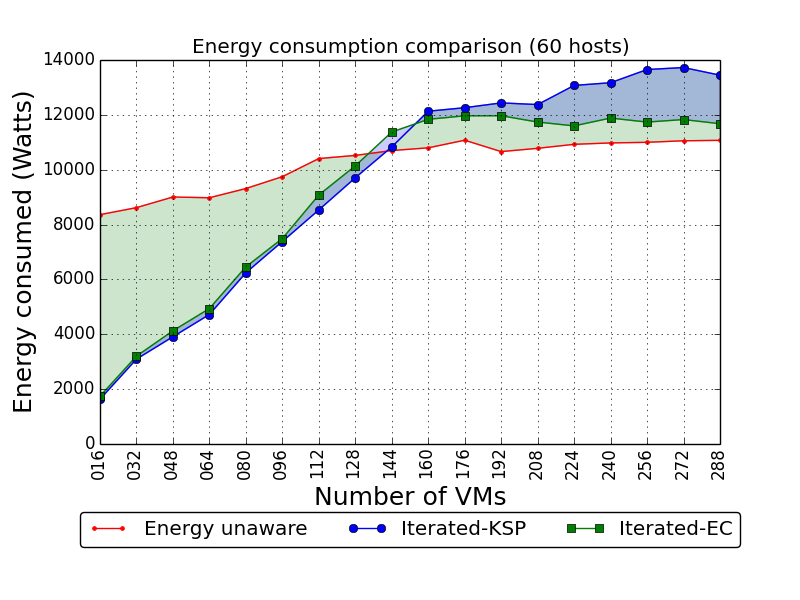 Energy consumption comparison (60 hosts)
14000
12000
10000
8000
6000
4000
2000
0
Energy consumed (Watts)
016 032 048 064 080 096 112 128 144 160 176 192 208 224 240 256 272 288
Number of VMs
Energy unaware Iterated-KSP Iterated-EC